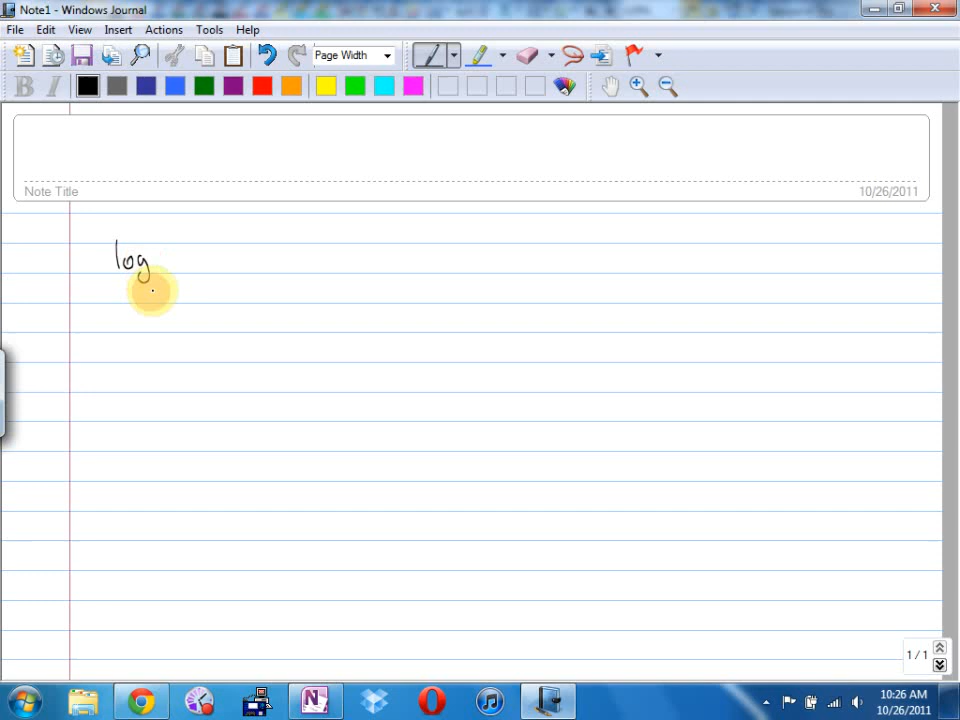 Note1 - Windows Journal
File Edit View Insert Actions Tools Help
Page Width
B I
Note Title
10/26/2011
log
1 / 1
10:26 AM
10/26/2011